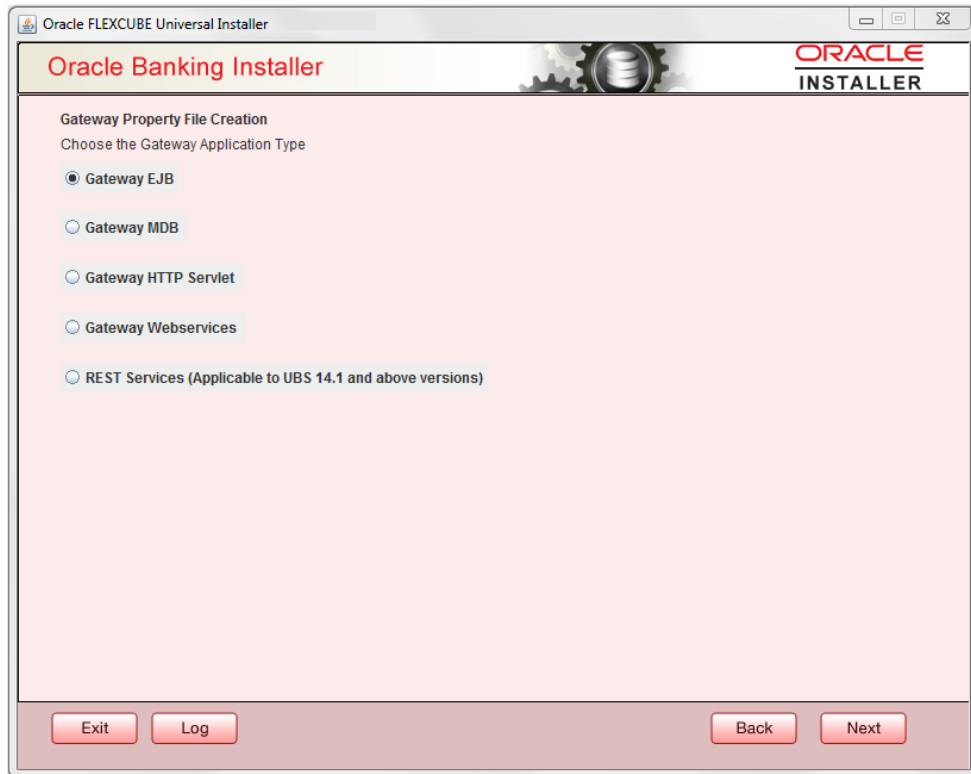 Oracle FLEXCUBE Universal Installer
Oracle Banking Installer
ORACLE
INSTALLER
Gateway Property File Creation
Choose the Gateway Application Type
Gateway EJB
Gateway MDB
Gateway HTTP Servlet
Gateway Webservices
REST Services (Applicable to UBS 14.1 and above versions)
Exit Log Back Next